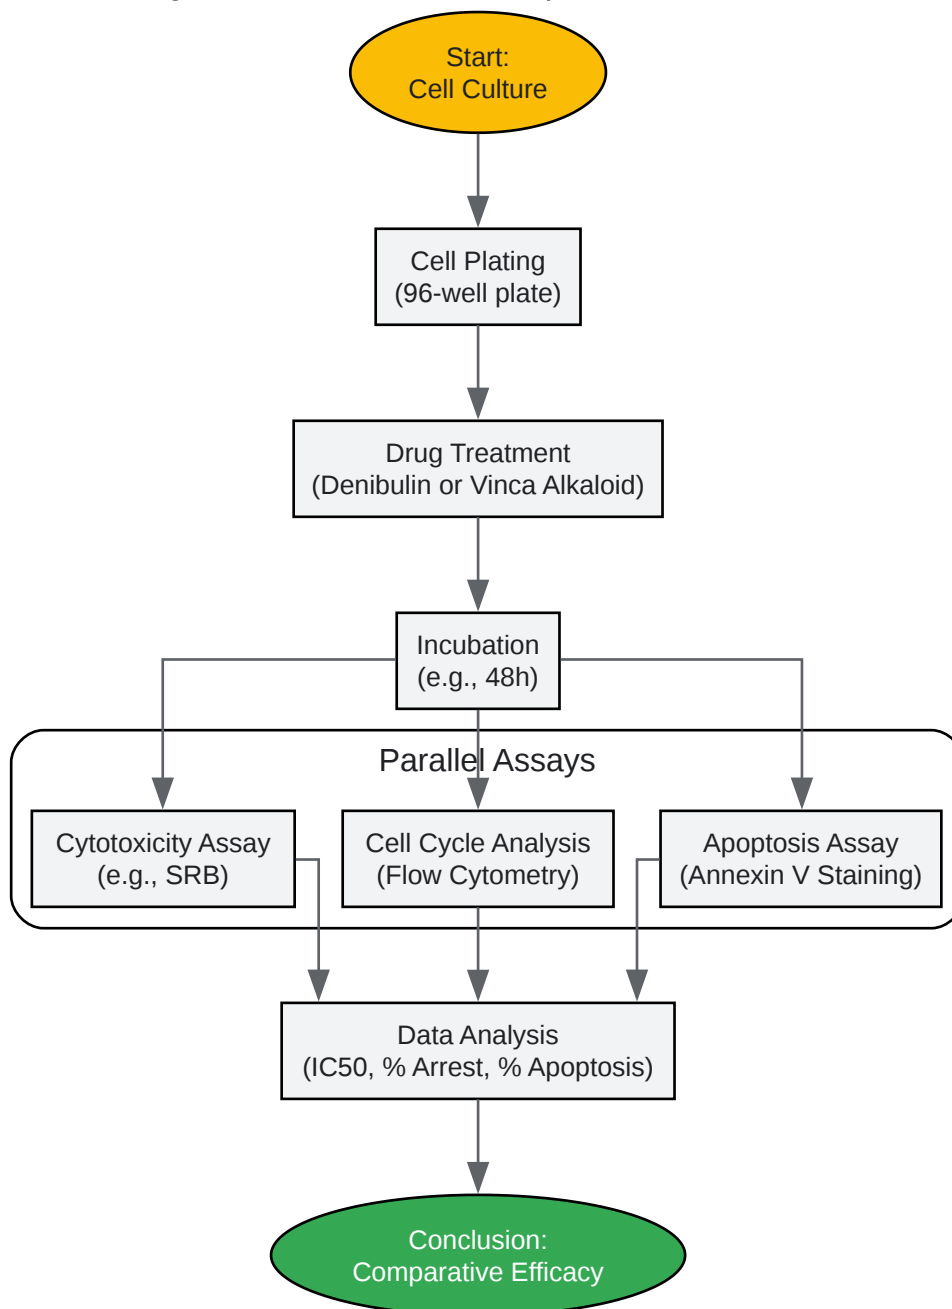 Start:
Cell Culture
Cell Plating
(96-well plate)
Drug Treatment
(Denibulin or Vinca Alkaloid)
Incubation
(e.g., 48h)
Parallel Assays
Cytotoxicity Assay
(e.g., SRB)
Cell Cycle Analysis
(Flow Cytometry)
Apoptosis Assay
(Annexin V Staining)
Data Analysis
(IC50, % Arrest, % Apoptosis)
Conclusion:
Comparative Efficacy